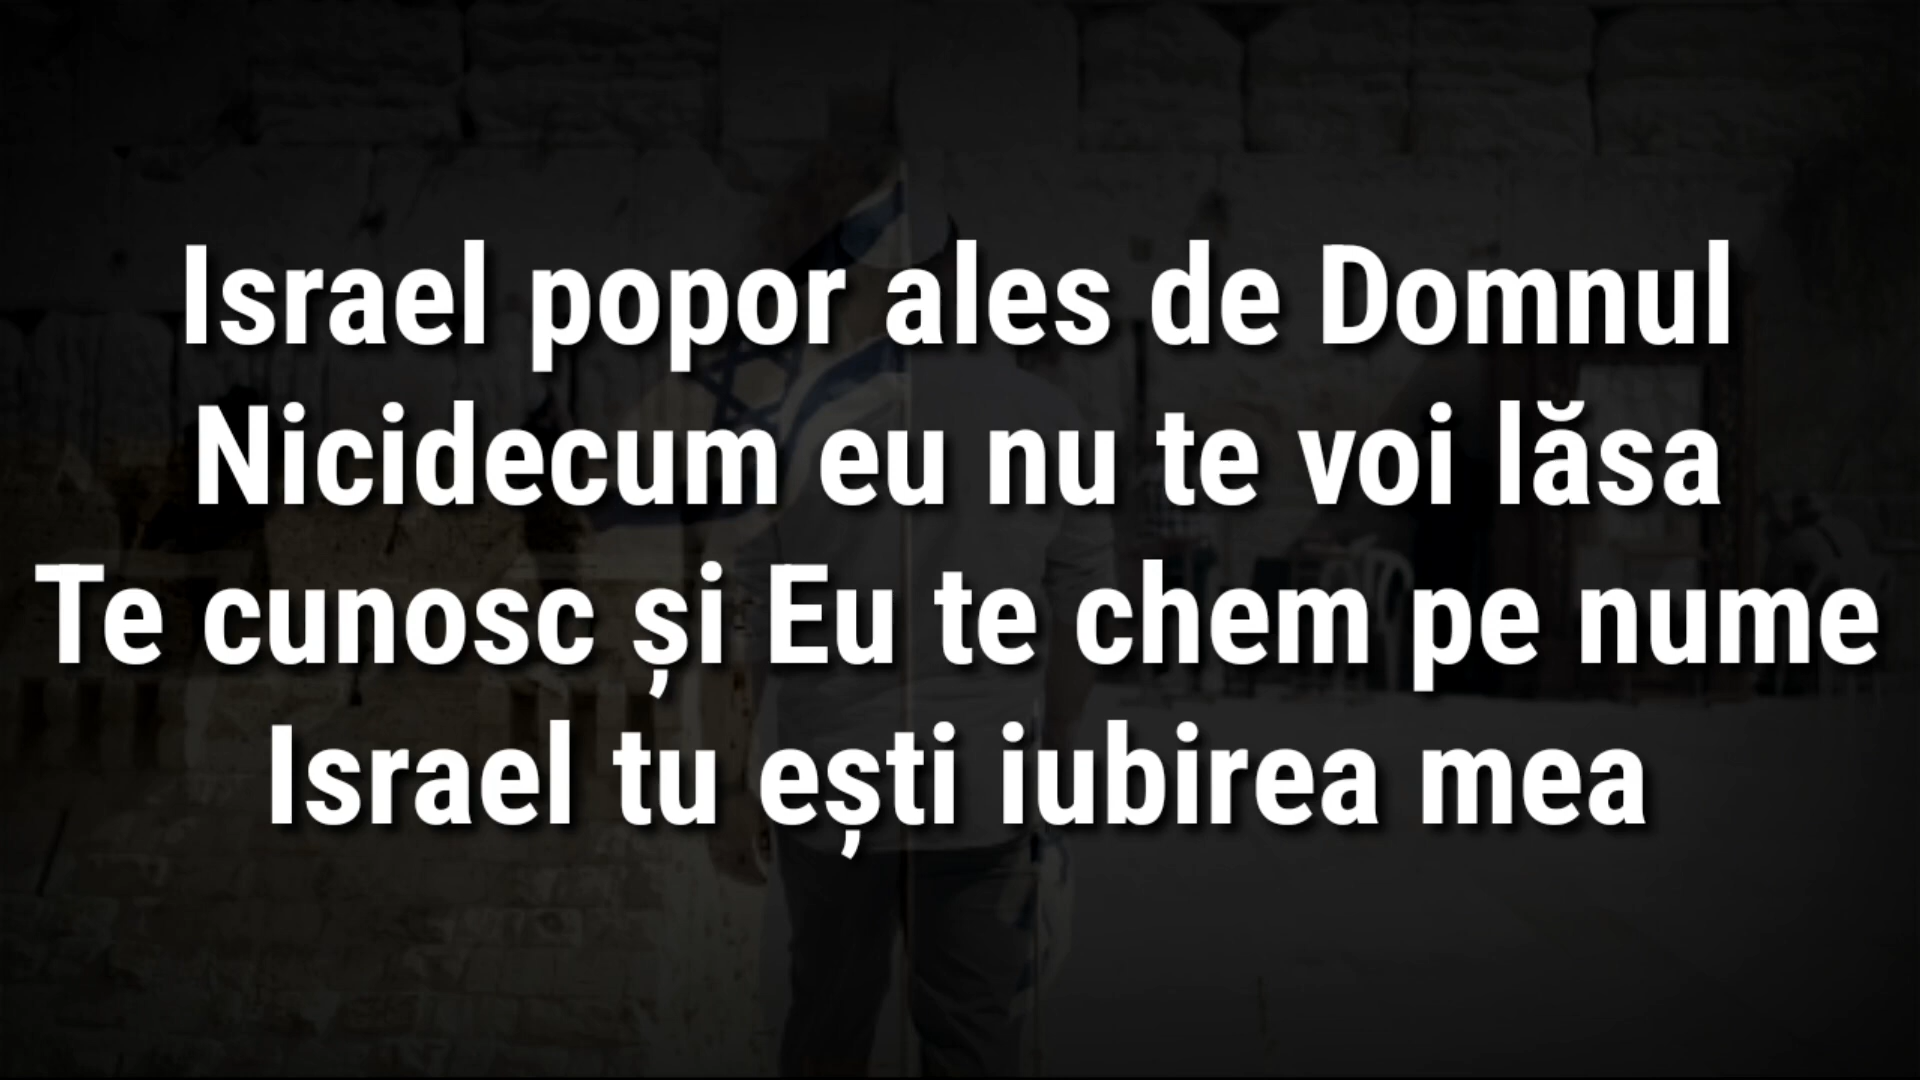 Israel popor ales de Domnul
Nicidecum eu nu te voi lăsa
Te cunosc și Eu te chem pe nume
Israel tu ești iubirea mea